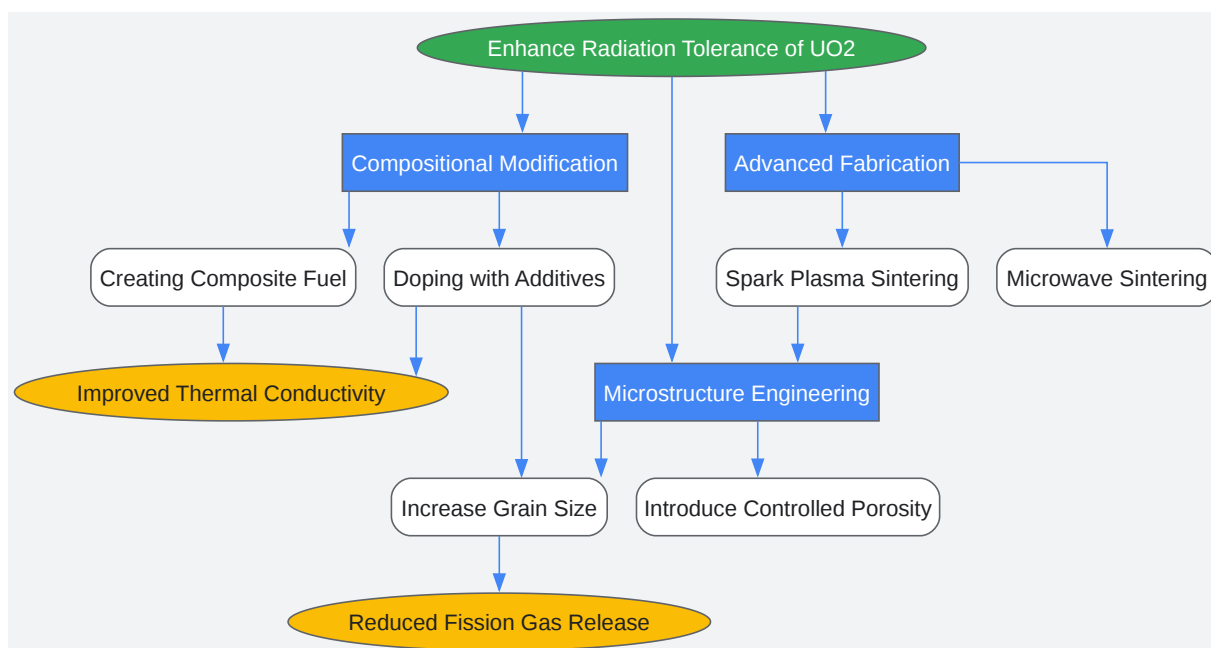 Enhance Radiation Tolerance of UO2
Compositional Modification
Advanced Fabrication
Creating Composite Fuel
Doping with Additives
Spark Plasma Sintering
Microwave Sintering
Improved Thermal Conductivity
Microstructure Engineering
Increase Grain Size
Introduce Controlled Porosity
Reduced Fission Gas Release